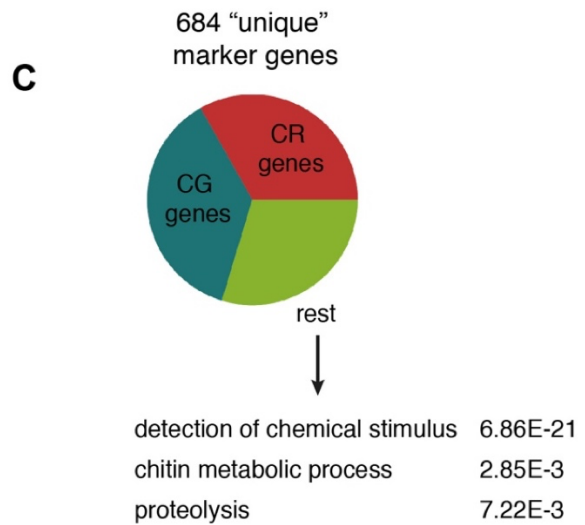 684 “unique”
marker genes
C
CR
genes
CG
genes
rest
detection of chemical stimulus 6.86E-21
chitin metabolic process 2.85E-3
proteolysis 7.22E-3